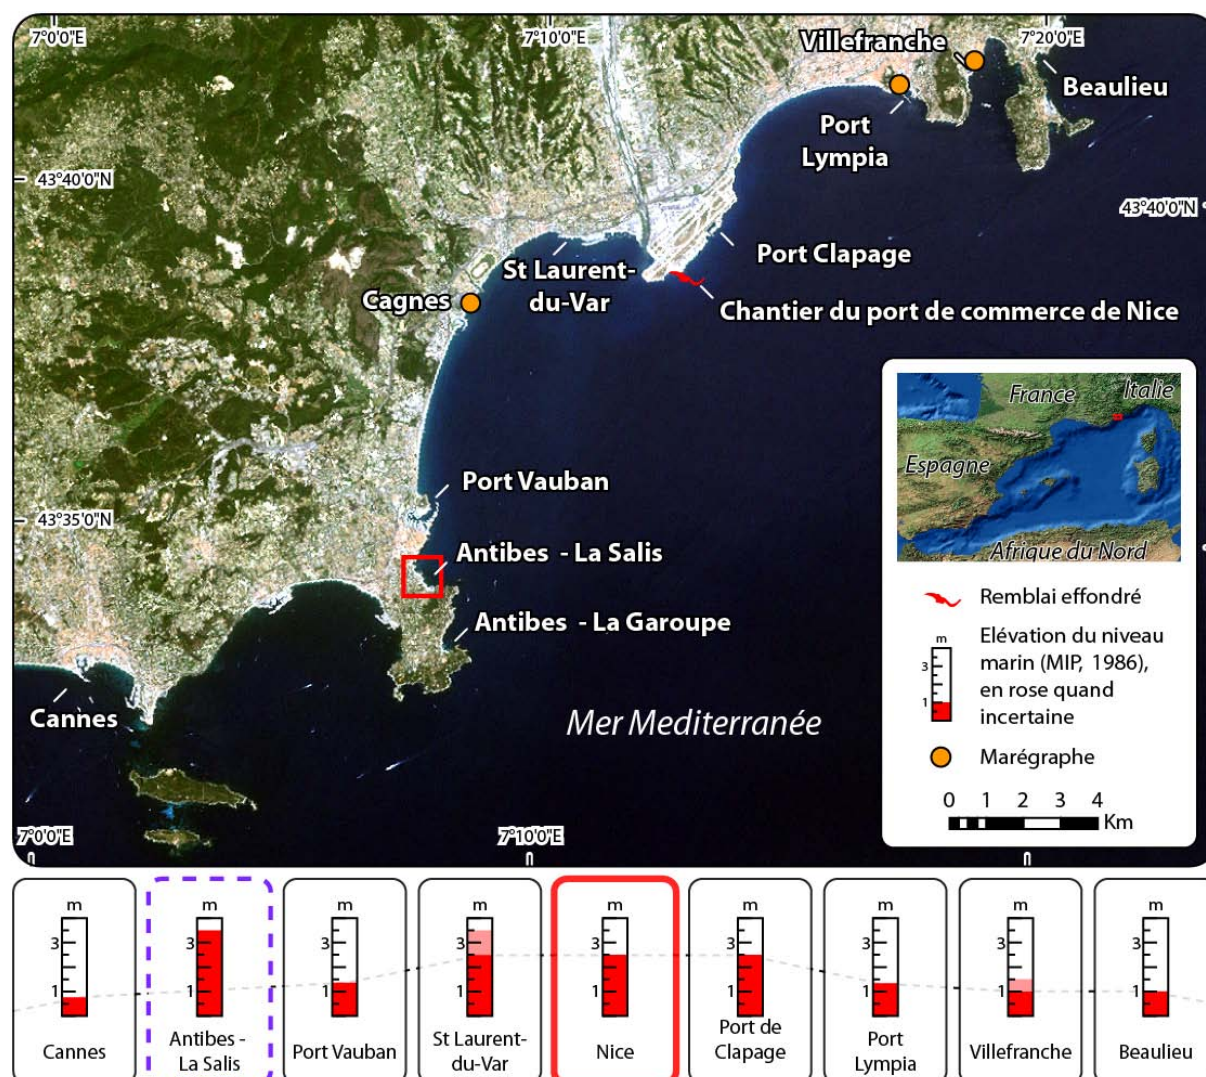 7°0'0"E
7°10'0"E
7°20'0"E
Villefranche
Beaulieu
Port
Lympia
43°40'0"N
43°40'0"N
Port Clapage
St Laurent-
du-Var
Cagnes
Chantier du port de commerce de Nice
Port Vauban
43°35'0"N
Antibes - La Salis
Antibes - La Garoupe
Cannes
Mer Mediterranée
7°0'0"E
7°10'0"E
France
Italie
Espagne
Afrique du Nord
Remblai effondré
m
3
1
Elévation du niveau
marin (MIP, 1986),
en rose quand
incertaine
Marégraphe
0 1 2 3 4
Km
m
3
1
Cannes
m
3
1
Antibes -
La Salis
m
3
1
Port Vauban
m
3
1
St Laurent-
du-Var
m
3
1
Nice
m
3
1
Port de
Clapage
m
3
1
Port
Lympia
m
3
1
Villefranche
m
3
1
Beaulieu